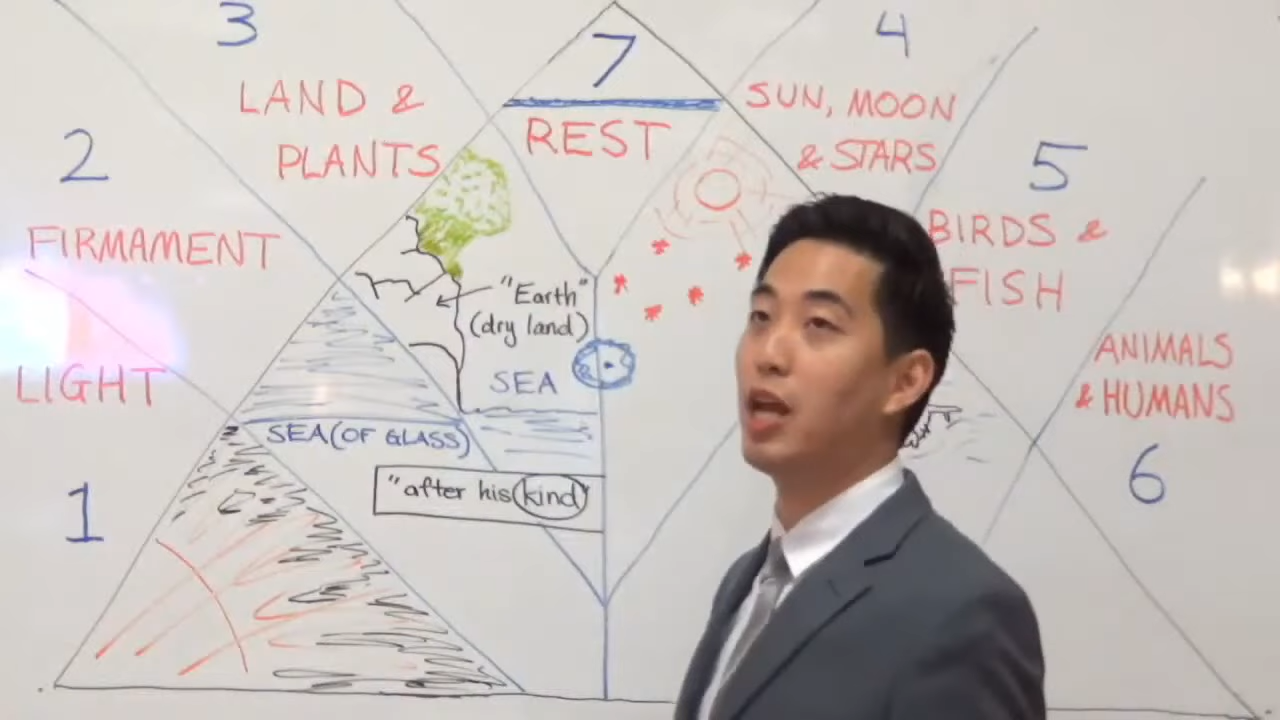 3
LAND &
PLANTS
7
REST
4
SUN, MOON
& STARS
2
FIRMAMENT
5
BIRDS &
FISH
"Earth"
(dry land)
LIGHT
SEA
ANIMALS
& HUMANS
SEA (OF GLASS)
1
"after his kind"
6